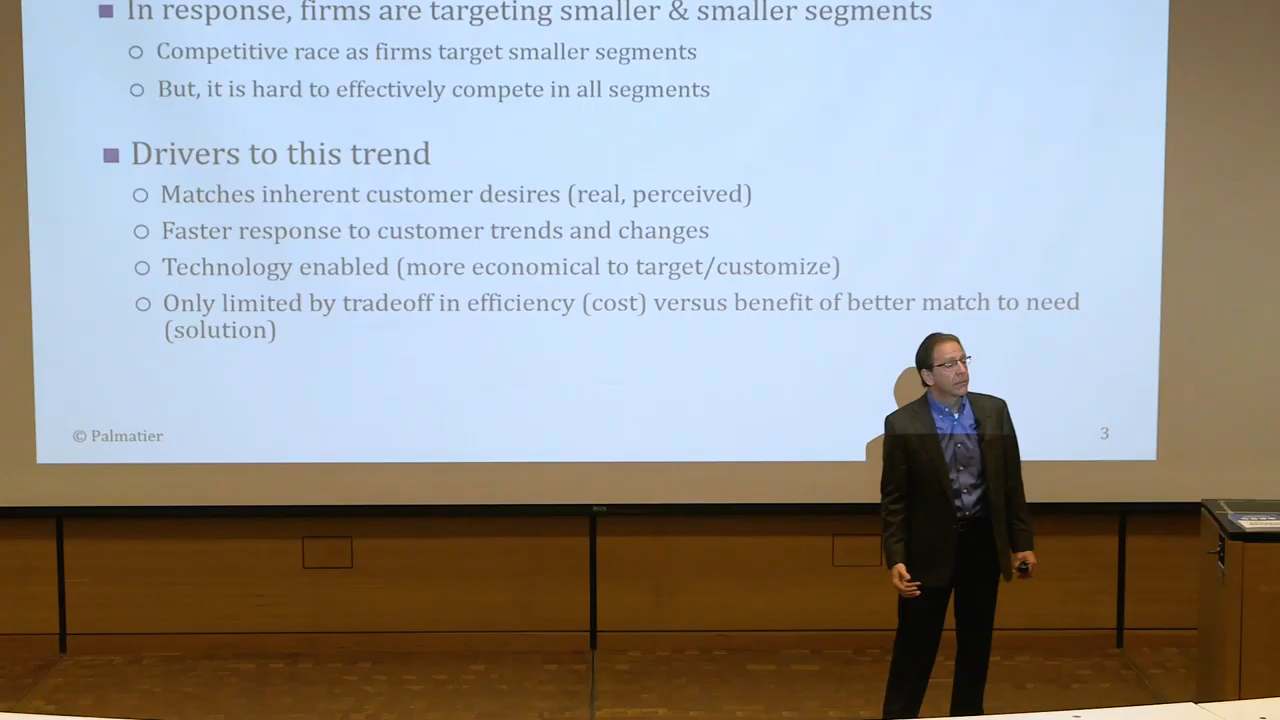 In response, firms are targeting smaller & smaller segments
Competitive race as firms target smaller segments
But, it is hard to effectively compete in all segments
Drivers to this trend
Matches inherent customer desires (real, perceived)
Faster response to customer trends and changes
Technology enabled (more economical to target/customize)
Only limited by tradeoff in efficiency (cost) versus benefit of better match to need
(solution)
© Palmatier
3